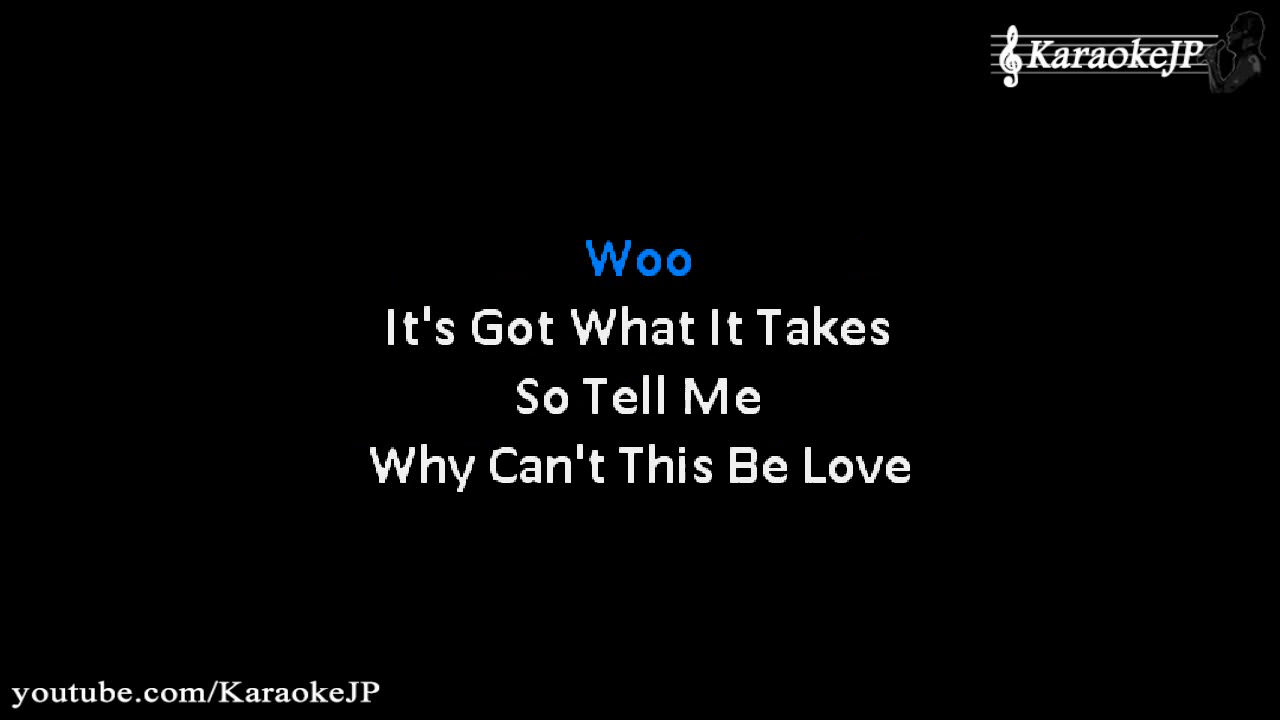 KaraokeJP
Woo
It's Got What It Takes
So Tell Me
Why Can't This Be Love
youtube.com/KaraokeJP